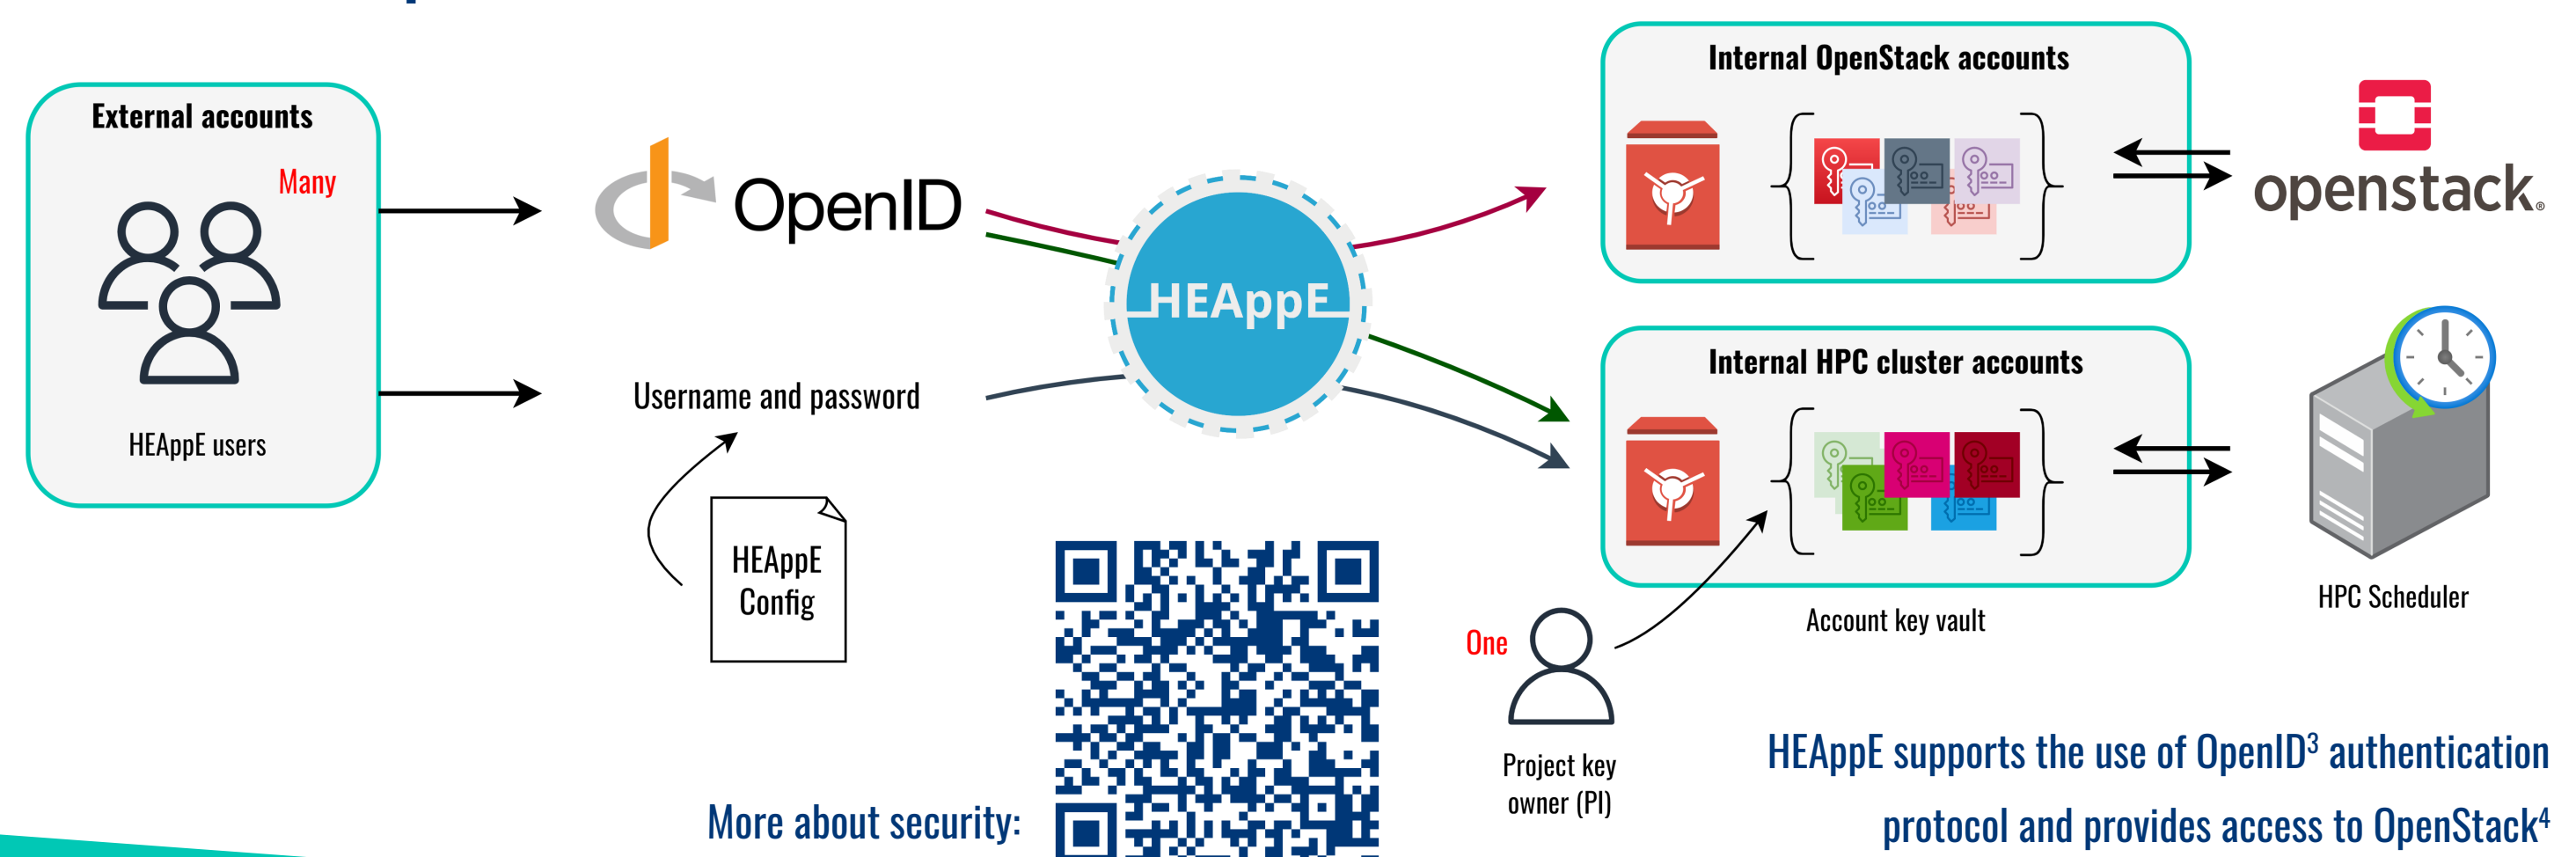 External accounts
Many
HEAppE users
OpenID
Username and password
HEAppE
Config
HEAppE
Internal OpenStack accounts
openstack®
Internal HPC cluster accounts
HPC Scheduler
Account key vault
One
Project key
owner (PI)
More about security:
HEAppE supports the use of OpenID³ authentication
protocol and provides access to OpenStack⁴